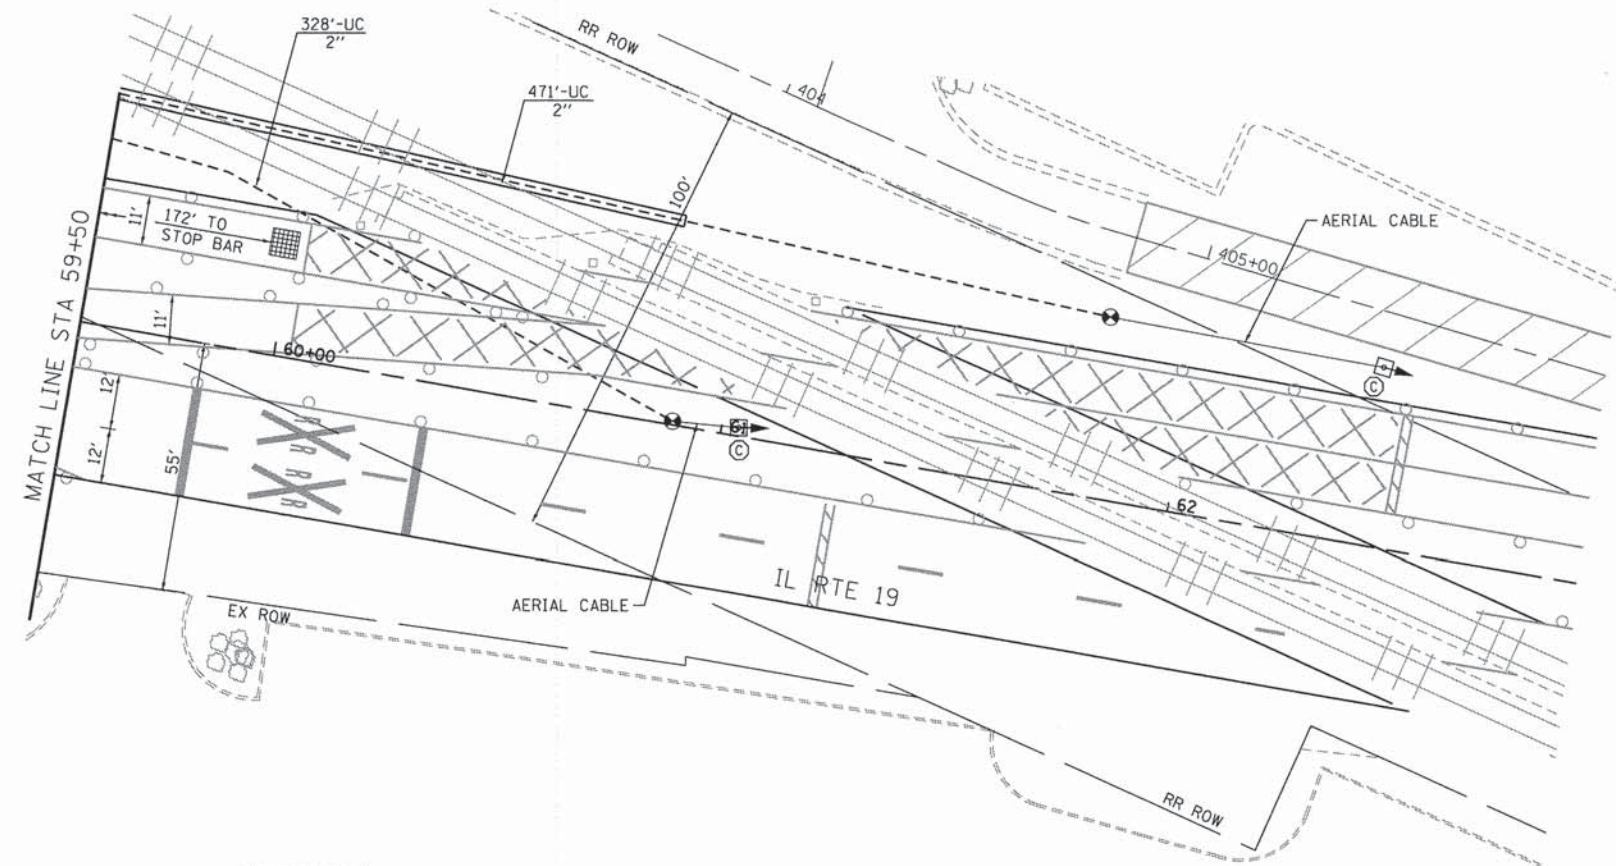 328'-UC
2''
471'-UC
2''
RR ROW
404
100'
AERIAL CABLE
405+00
11'
172' TO
STOP BAR
MATCH LINE STA 59+50
11'
60+00
C
12'
12'
55'
R R
R R
61
C
62
IL RTE 19
AERIAL CABLE
EX ROW
RR ROW